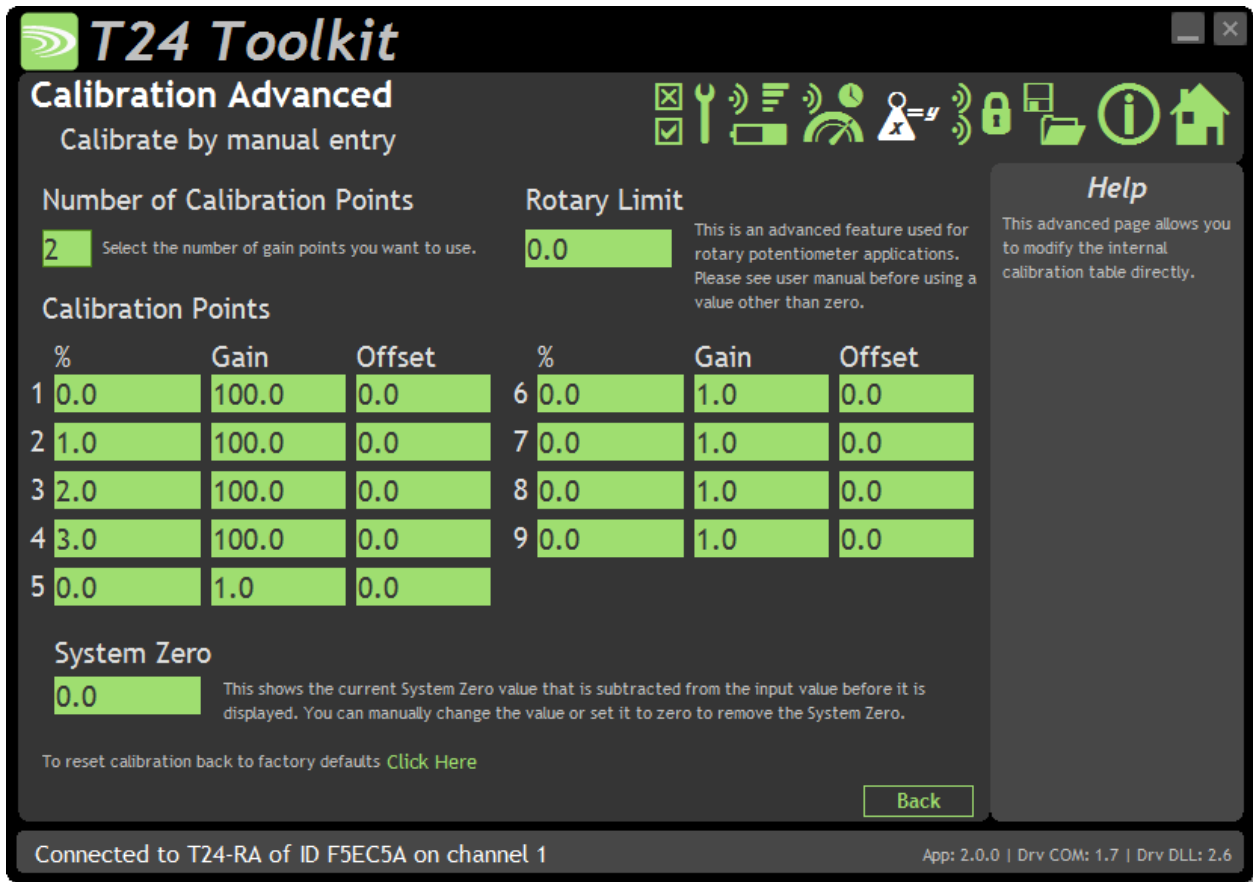 T24 Toolkit
Calibration Advanced
Calibrate by manual entry
x =y
Number of Calibration Points
2 Select the number of gain points you want to use.
Rotary Limit
0.0
This is an advanced feature used for
rotary potentiometer applications.
Please see user manual before using a
value other than zero.
Calibration Points
% Gain Offset % Gain Offset
1 0.0 100.0 0.0 6 0.0 1.0 0.0
2 1.0 100.0 0.0 7 0.0 1.0 0.0
3 2.0 100.0 0.0 8 0.0 1.0 0.0
4 3.0 100.0 0.0 9 0.0 1.0 0.0
5 0.0 1.0 0.0
System Zero
0.0
This shows the current System Zero value that is subtracted from the input value before it is
displayed. You can manually change the value or set it to zero to remove the System Zero.
To reset calibration back to factory defaults Click Here
Back
Help
This advanced page allows you
to modify the internal
calibration table directly.
Connected to T24-RA of ID F5EC5A on channel 1
App: 2.0.0 | Drv COM: 1.7 | Drv DLL: 2.6